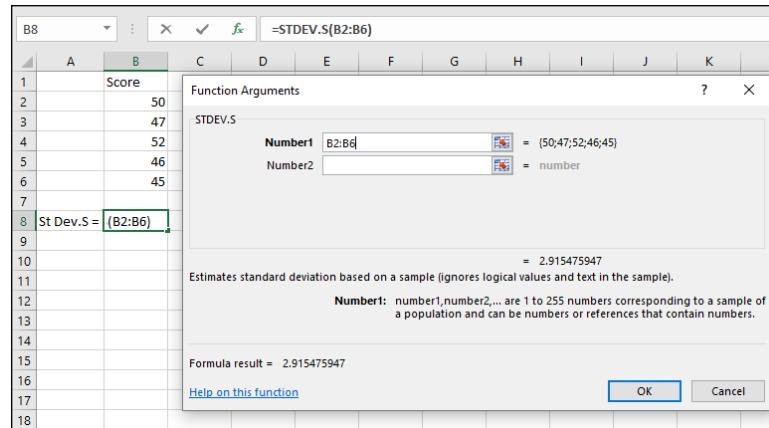 B8 fx =STDEV.S(B2:B6)
A B C D E F G H I J K
1 Score
2 50
3 47
4 52
5 46
6 45
7
8 St Dev.S = (B2:B6)
9
10
11
12
13
14
15
16
17
18
Function Arguments ?
STDEV.S
Number1 B2:B6 = {50;47;52;46;45}
Number2 = number
= 2.915475947
Estimates standard deviation based on a sample (ignores logical values and text in the sample).
Number1: number1,number2,... are 1 to 255 numbers corresponding to a sample of
a population and can be numbers or references that contain numbers.
Formula result = 2.915475947
Help on this function OK Cancel